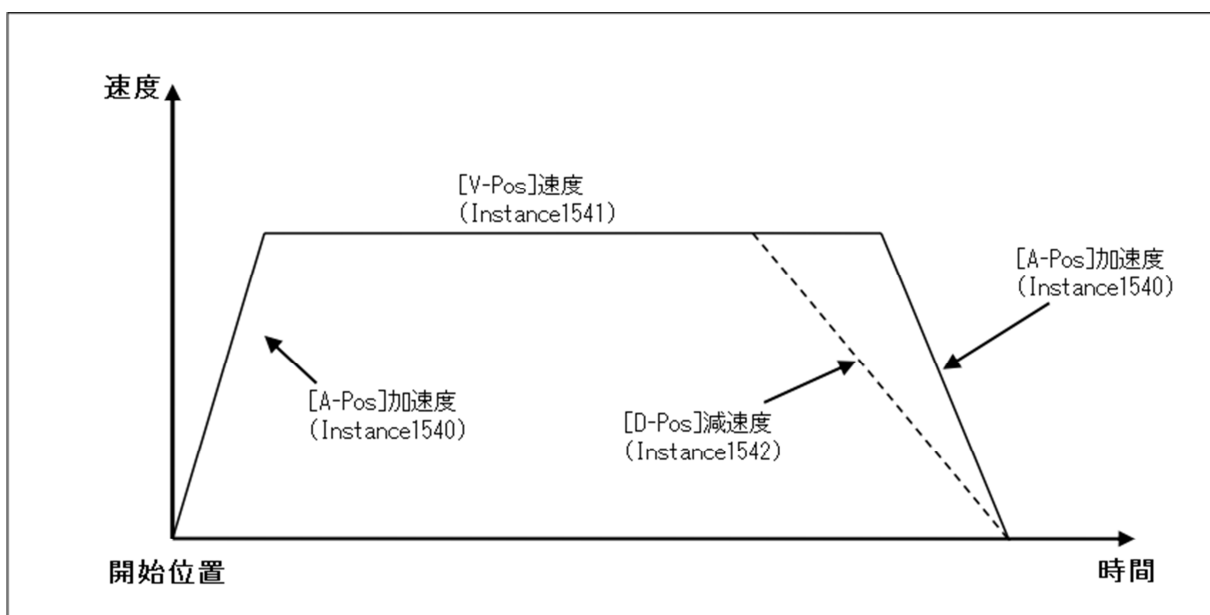 速度
[V-Pos]速度
(Instance1541)
[A-Pos]加速度
(Instance1540)
[A-Pos]加速度
(Instance1540)
[D-Pos]減速度
(Instance1542)
開始位置
時間